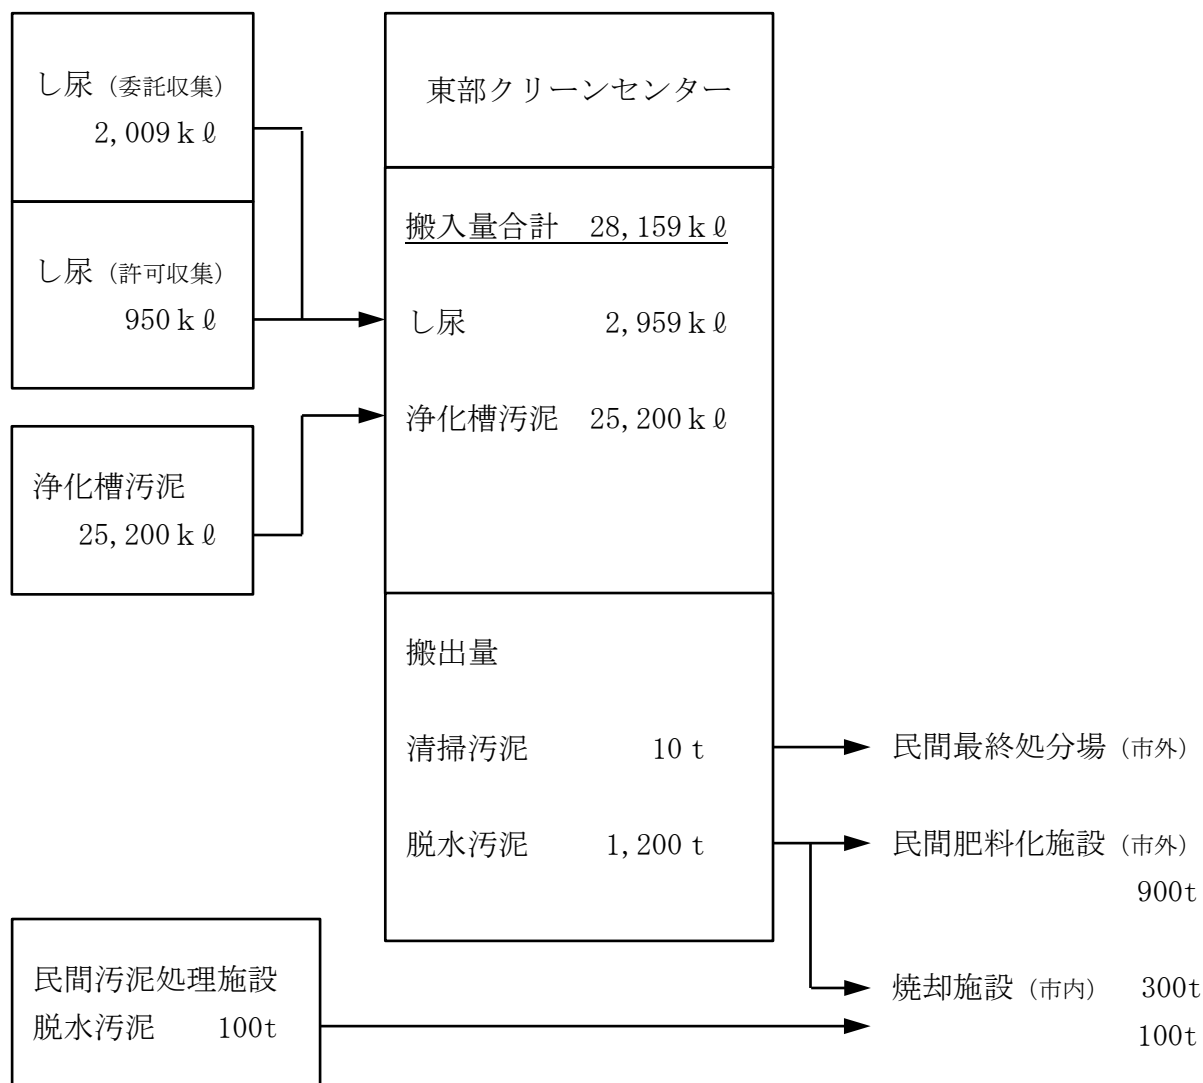 し尿（委託収集）
2,009ｋℓ
し尿（許可収集）
950ｋℓ
浄化槽汚泥
25,200ｋℓ
東部クリーンセンター
搬入量合計　28,159ｋℓ
し尿　2,959ｋℓ
浄化槽汚泥　25,200ｋℓ
搬出量
清掃汚泥　10ｔ
脱水汚泥　1,200ｔ
民間最終処分場（市外）
民間肥料化施設（市外）
900t
焼却施設（市内）　300t
100t
民間汚泥処理施設
脱水汚泥　100t